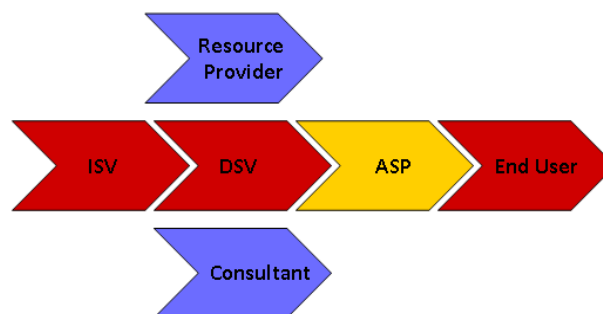 Resource
Provider
ISV
DSV
ASP
End User
Consultant